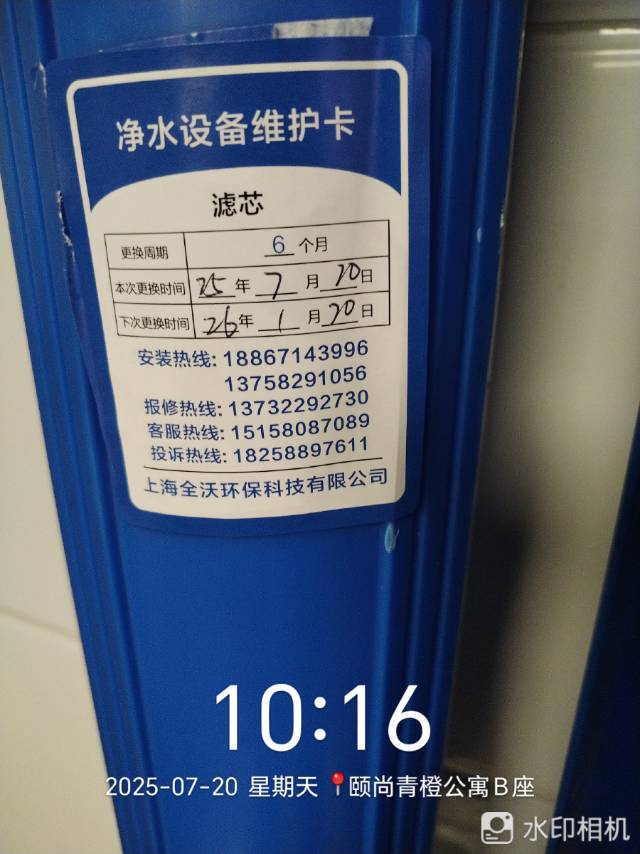 净水设备维护卡
滤芯
更换周期 6 个月
本次更换时间 25 年 7 月 20 日
下次更换时间 26 年 1 月 20 日
安装热线: 18867143996
13758291056
报修热线: 13732292730
客服热线: 15158087089
投诉热线: 18258897611
上海全沃环保科技有限公司
10:16
2025-07-20 星期天 📍颐尚青橙公寓B座
水印相机